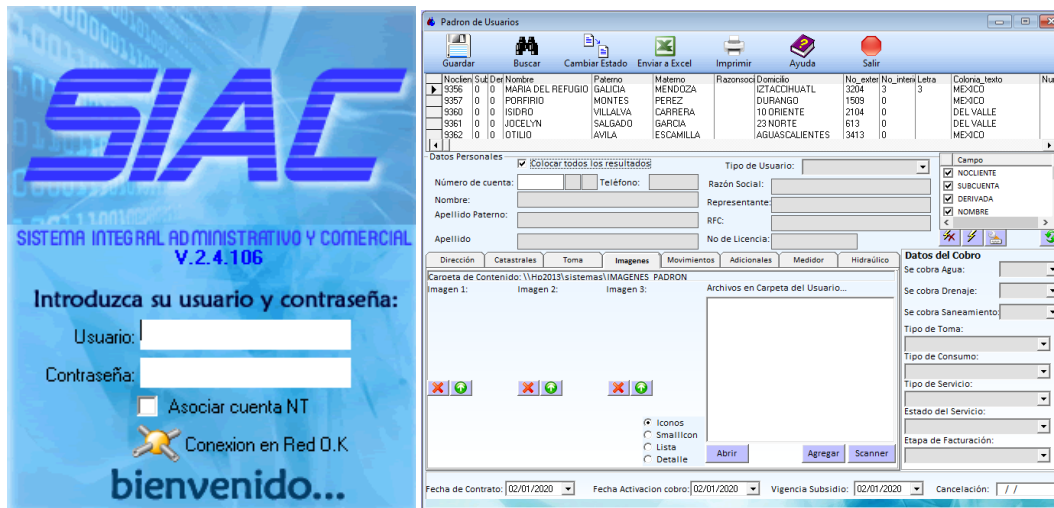 SIAC
SISTEMA INTEGRAL ADMINISTRATIVO Y COMERCIAL
V.2.4.106
Introduzca su usuario y contraseña:
Usuario:
Contraseña:
Asociar cuenta NT
Conexion en Red O.K
bienvenido...
Padron de Usuarios
Guardar Buscar Cambiar Estado Enviar a Excel Imprimir Ayuda Salir
Noclien Sub Der Nombre Paterno Materno Razonsoci Domicilio No_exter No_interi Letra Colonia_texto Nu
9356 0 0 MARIA DEL REFUGIO GALICIA MENDOZA IZTACCIHUATL 3204 3 3 MEXICO
9357 0 0 PORFIRIO MONTES PEREZ DURANGO 1509 0 MEXICO
9360 0 0 ISIDRO VILLALVA CARRERA 10 ORIENTE 2104 0 DEL VALLE
9361 0 0 JOCELYN SALGADO GARCIA 23 NORTE 613 0 DEL VALLE
9362 0 0 OTILIO AVILA ESCAMILLA AGUASCALIENTES 3413 0 MEXICO
Datos Personales
Colocar todos los resultados
Número de cuenta: Teléfono:
Nombre:
Apellido Paterno:
Apellido
Tipo de Usuario:
Razón Social:
Representante:
RFC:
No de Licencia:
Campo
NOCLIENTE
SUBCUENTA
DERIVADA
NOMBRE
Dirección Catastrales Toma Imagenes Movimientos Adicionales Medidor Hidraúlico
Carpeta de Contenido: \\Hp2013\sistemas\IMAGENES PADRON
Imagen 1: Imagen 2: Imagen 3: Archivos en Carpeta del Usuario...
Iconos
SmallIcon
Lista
Detalle
Abrir Agregar Scanner
Datos del Cobro
Se cobra Agua:
Se cobra Drenaje:
Se cobra Saneamiento:
Tipo de Toma:
Tipo de Consumo:
Tipo de Servicio:
Estado del Servicio:
Etapa de Facturación:
Fecha de Contrato: 02/01/2020 Fecha Activacion cobro: 02/01/2020 Vigencia Subsidio: 02/01/2020 Cancelación: / /